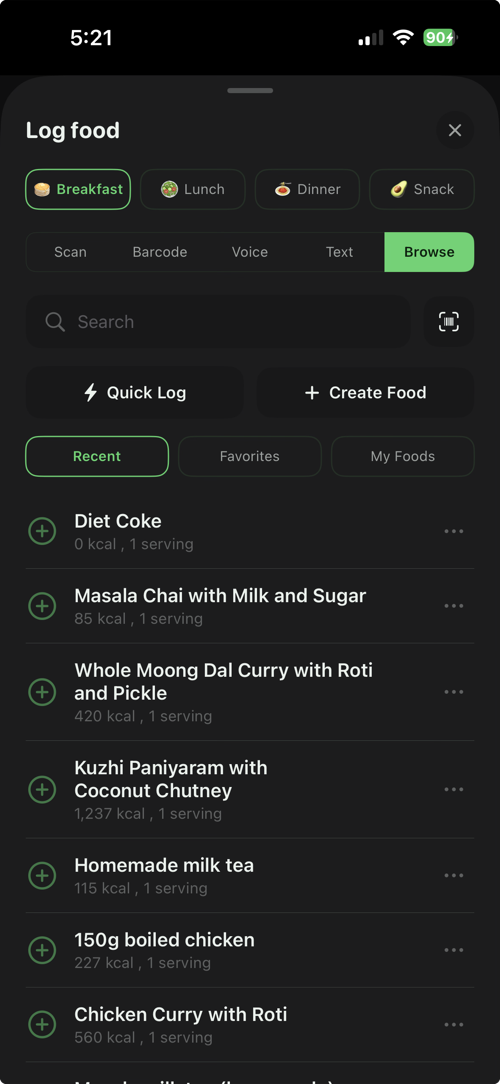 5:21
90
Log food
Breakfast
Lunch
Dinner
Snack
Scan
Barcode
Voice
Text
Browse
Search
Quick Log
Create Food
Recent
Favorites
My Foods
Diet Coke
0 kcal , 1 serving
Masala Chai with Milk and Sugar
85 kcal , 1 serving
Whole Moong Dal Curry with Roti
and Pickle
420 kcal , 1 serving
Kuzhi Paniyaram with
Coconut Chutney
1,237 kcal , 1 serving
Homemade milk tea
115 kcal , 1 serving
150g boiled chicken
227 kcal , 1 serving
Chicken Curry with Roti
560 kcal , 1 serving